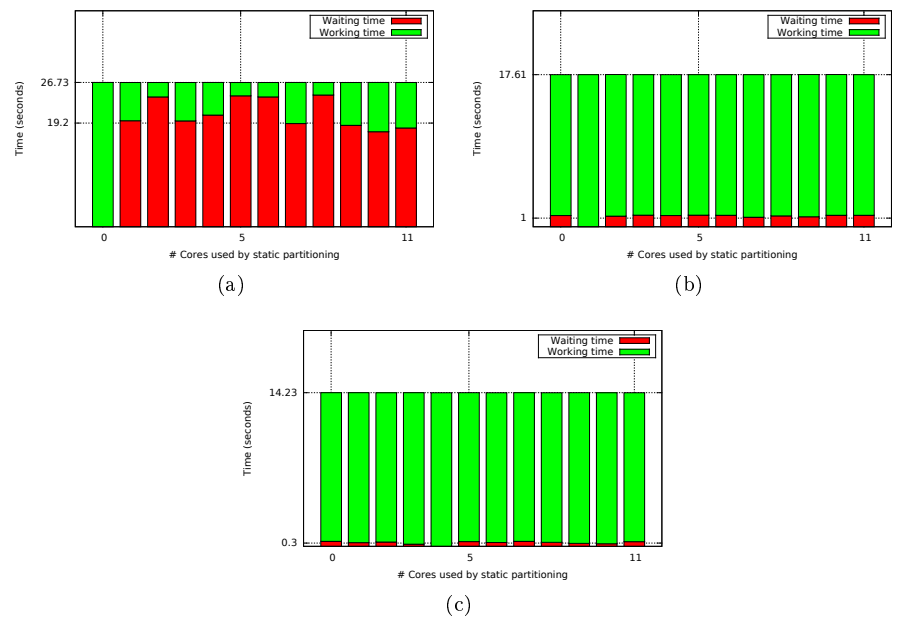 Waiting time
Working time
26.73
19.2
Time (seconds)
0 5 11
# Cores used by static partitioning
(a)
Waiting time
Working time
17.61
1
Time (seconds)
0 5 11
# Cores used by static partitioning
(b)
Waiting time
Working time
14.23
0.3
Time (seconds)
0 5 11
# Cores used by static partitioning
(c)